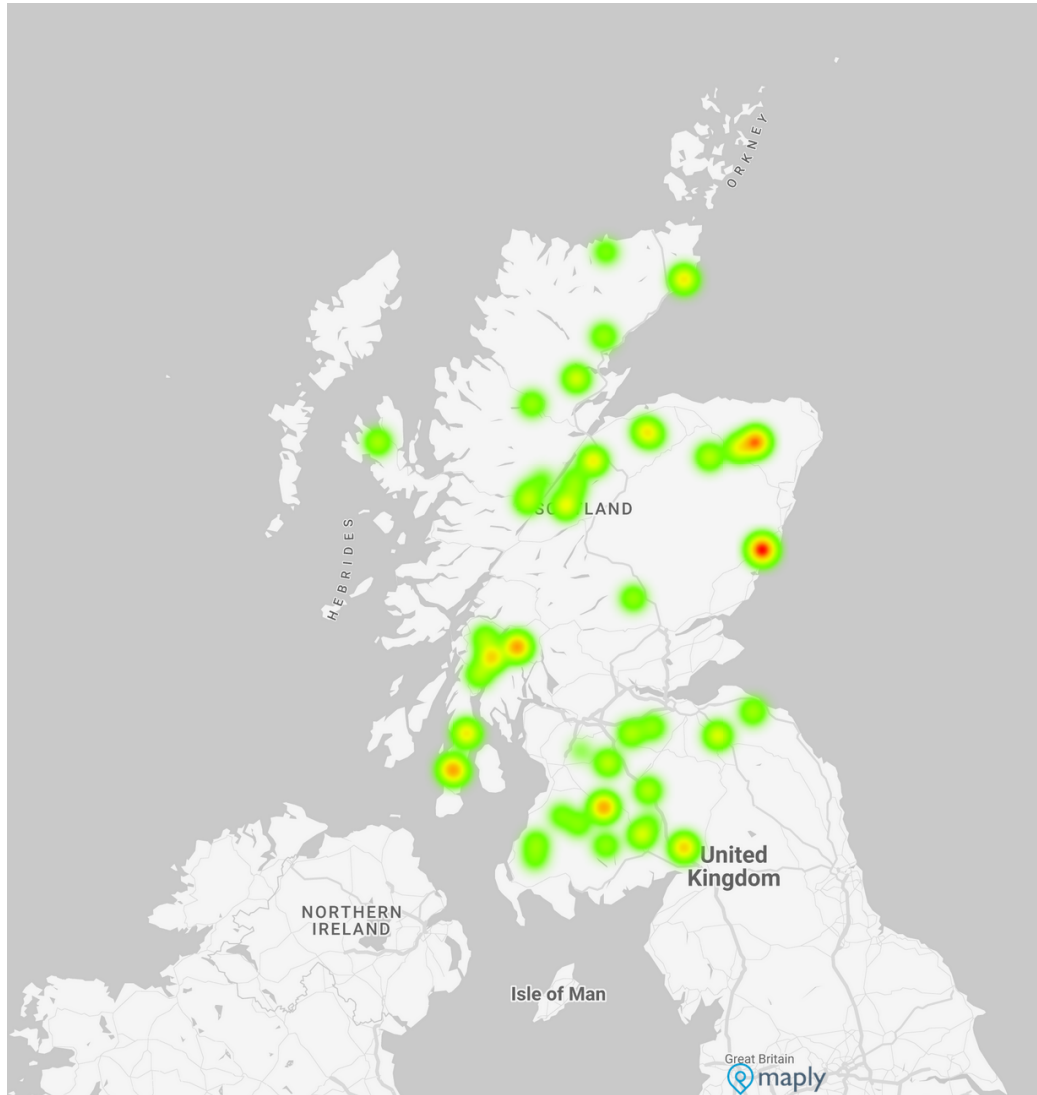 ORKNEY
SCOTLAND
HEBRIDES
United
Kingdom
NORTHERN
IRELAND
Isle of Man
Great Britain
maply